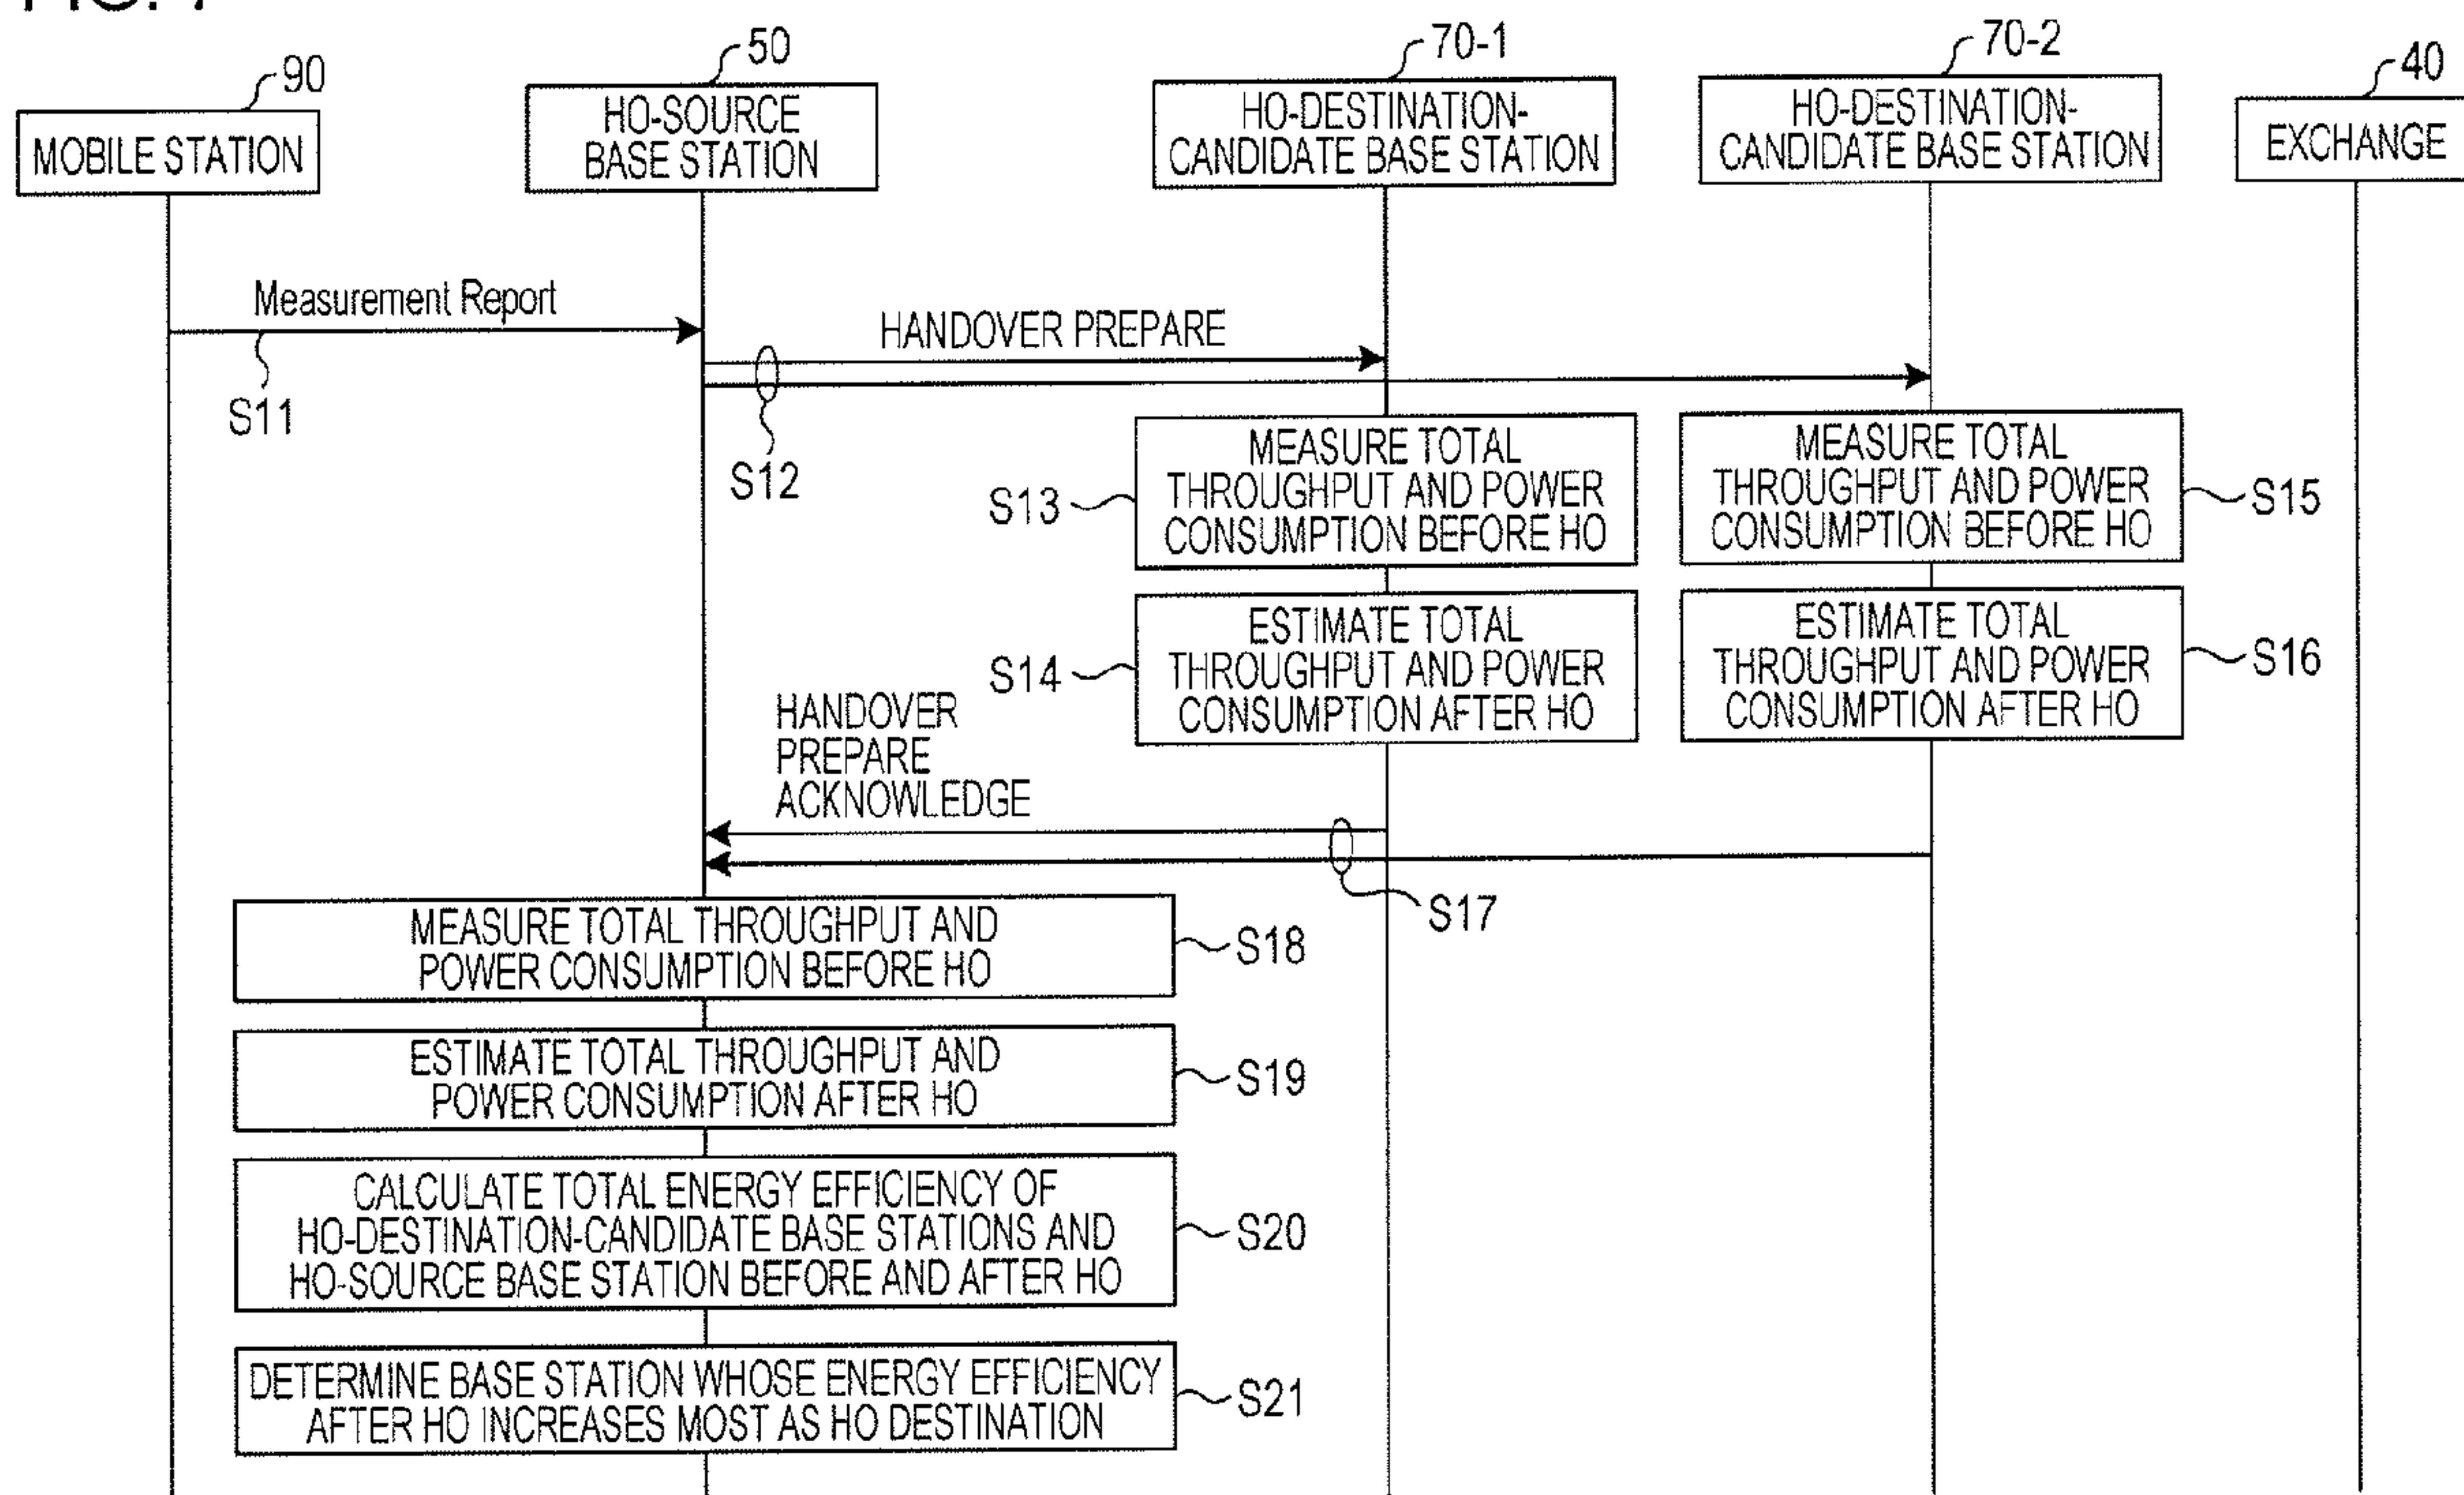 90
50
70-1
70-2
40
MOBILE STATION
HO-SOURCE
BASE STATION
HO-DESTINATION-
CANDIDATE BASE STATION
HO-DESTINATION-
CANDIDATE BASE STATION
EXCHANGE
Measurement Report
S11
HANDOVER PREPARE
S12
MEASURE TOTAL
THROUGHPUT AND POWER
CONSUMPTION BEFORE HO
S13
MEASURE TOTAL
THROUGHPUT AND POWER
CONSUMPTION BEFORE HO
S15
ESTIMATE TOTAL
THROUGHPUT AND POWER
CONSUMPTION AFTER HO
S14
ESTIMATE TOTAL
THROUGHPUT AND POWER
CONSUMPTION AFTER HO
S16
HANDOVER
PREPARE
ACKNOWLEDGE
S17
MEASURE TOTAL THROUGHPUT AND
POWER CONSUMPTION BEFORE HO
S18
ESTIMATE TOTAL THROUGHPUT AND
POWER CONSUMPTION AFTER HO
S19
CALCULATE TOTAL ENERGY EFFICIENCY OF
HO-DESTINATION-CANDIDATE BASE STATIONS AND
HO-SOURCE BASE STATION BEFORE AND AFTER HO
S20
DETERMINE BASE STATION WHOSE ENERGY EFFICIENCY
AFTER HO INCREASES MOST AS HO DESTINATION
S21